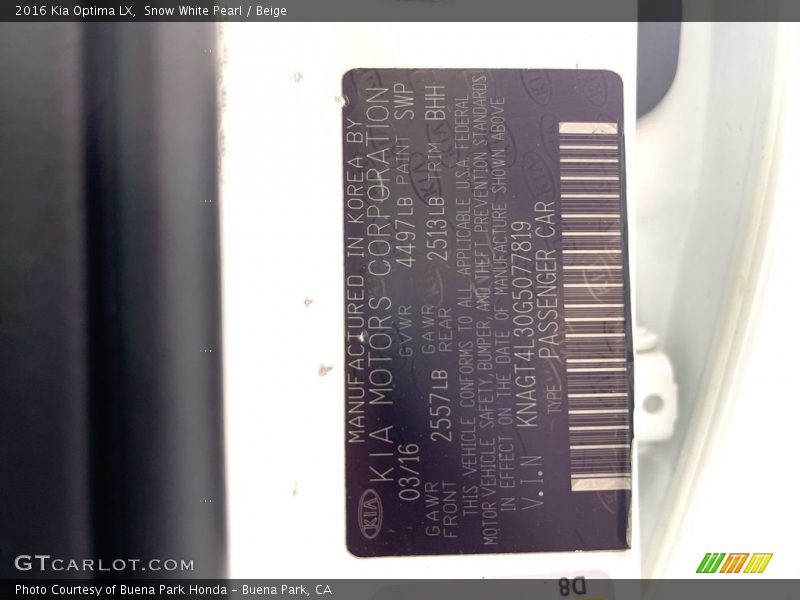 2016 Kia Optima LX,  Snow White Pearl / Beige
MANUFACTURED IN KOREA BY
KIA MOTORS CORPORATION
03/16 GVWR 4497LB PAINT SWP
GAWR FRONT 2557LB GAWR REAR 2513LB TRIM BHH
THIS VEHICLE CONFORMS TO ALL APPLICABLE U.S.A. FEDERAL
MOTOR VEHICLE SAFETY, BUMPER, AND THEFT PREVENTION STANDARDS
IN EFFECT ON THE DATE OF MANUFACTURE SHOWN ABOVE
V.I.N KNAGT4L30G5077819
TYPE PASSENGER CAR
KIA
D8
GTCARLOT.COM
Photo Courtesy of Buena Park Honda - Buena Park, CA